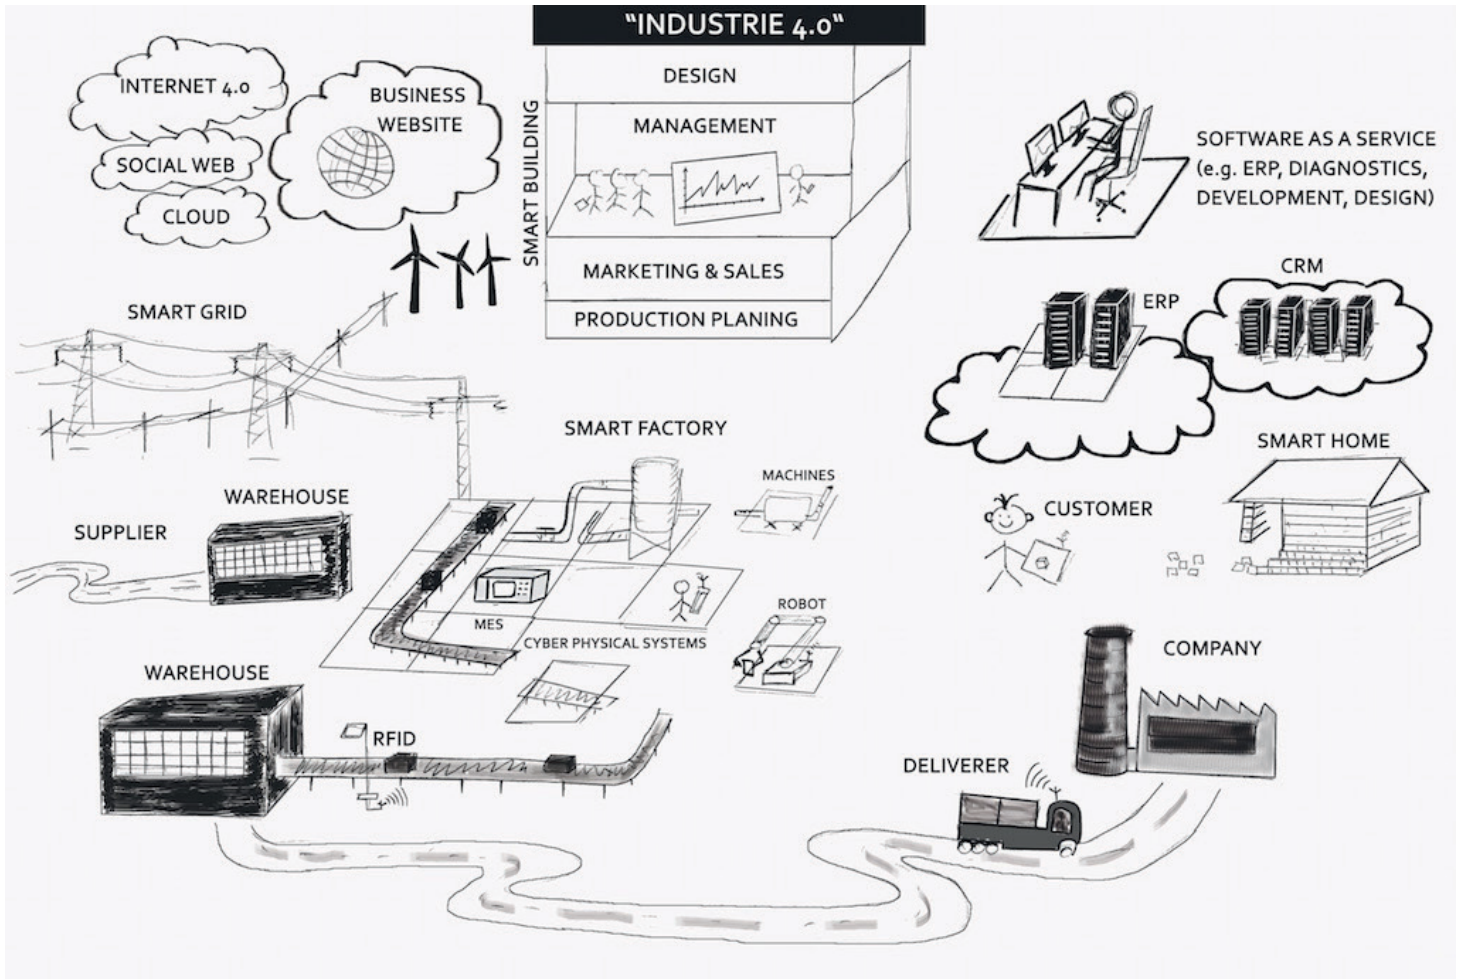 "INDUSTRIE 4.0"
INTERNET 4.0
SOCIAL WEB
CLOUD
BUSINESS
WEBSITE
SMART BUILDING
DESIGN
MANAGEMENT
MARKETING & SALES
PRODUCTION PLANING
SOFTWARE AS A SERVICE
(e.g. ERP, DIAGNOSTICS,
DEVELOPMENT, DESIGN)
CRM
ERP
SMART GRID
SMART FACTORY
SMART HOME
MACHINES
WAREHOUSE
SUPPLIER
CUSTOMER
MES
ROBOT
CYBER PHYSICAL SYSTEMS
COMPANY
WAREHOUSE
RFID
DELIVERER